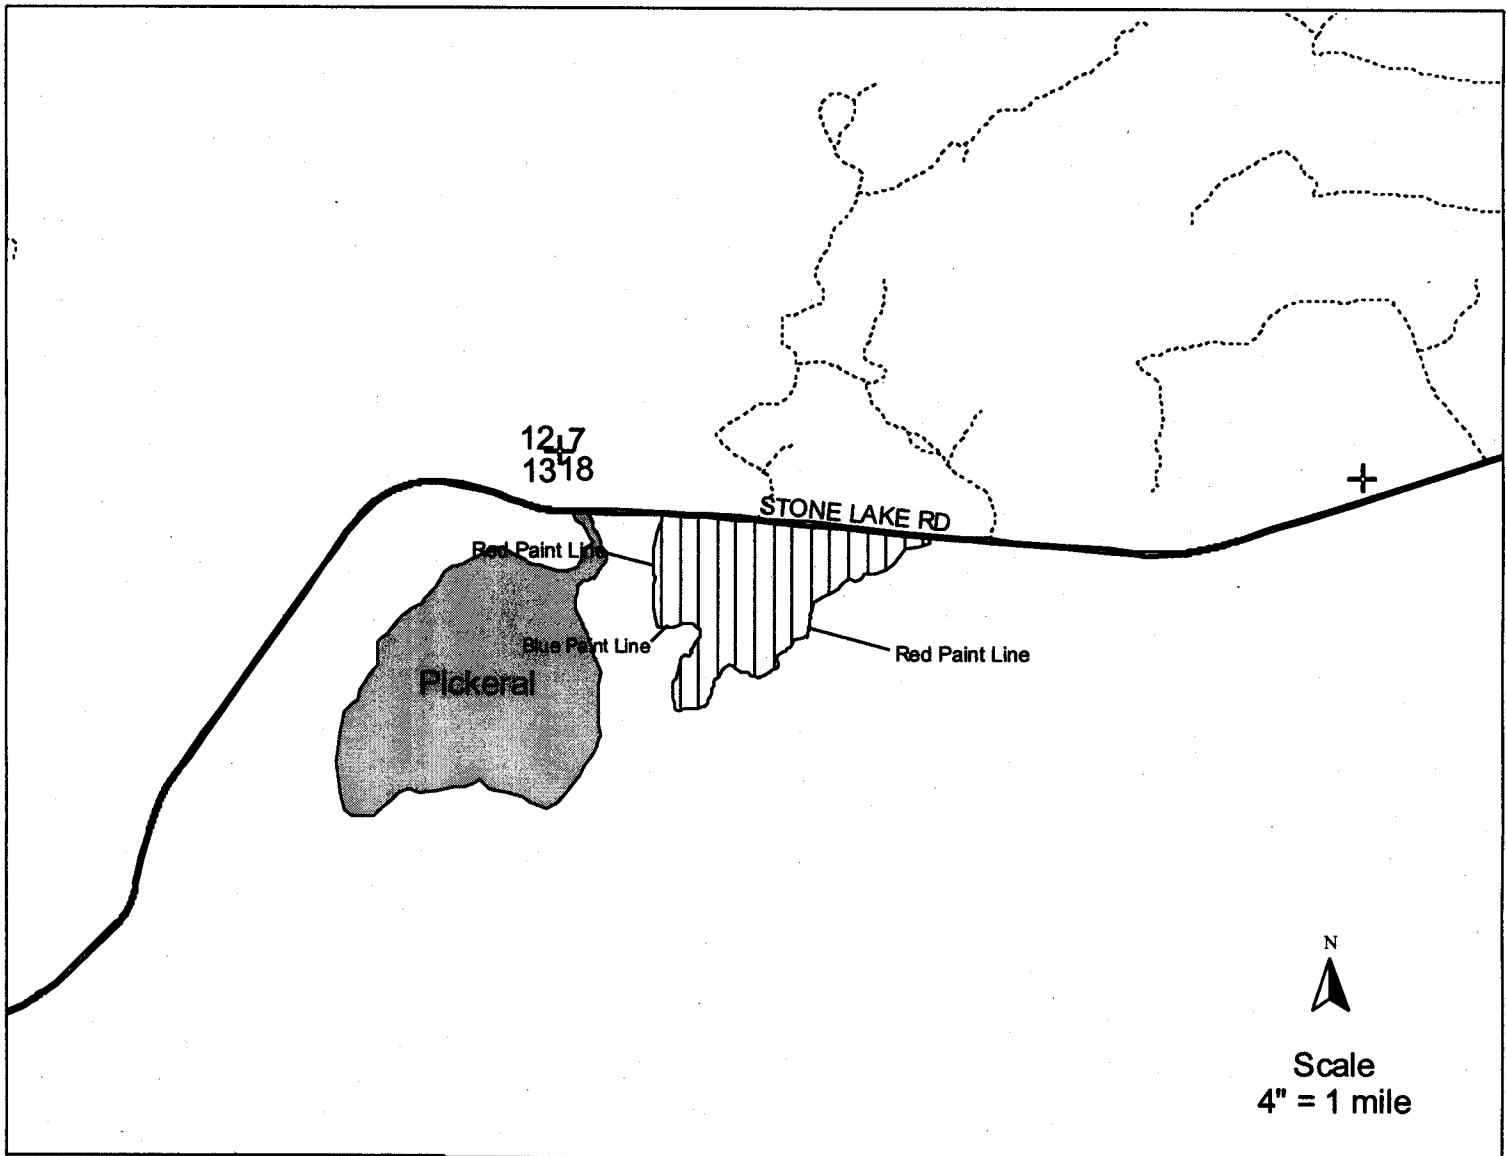 12 7
13 18
STONE LAKE RD
Red Paint Line
Blue Paint Line
Red Paint Line
Pickeral
N
Scale
4" = 1 mile